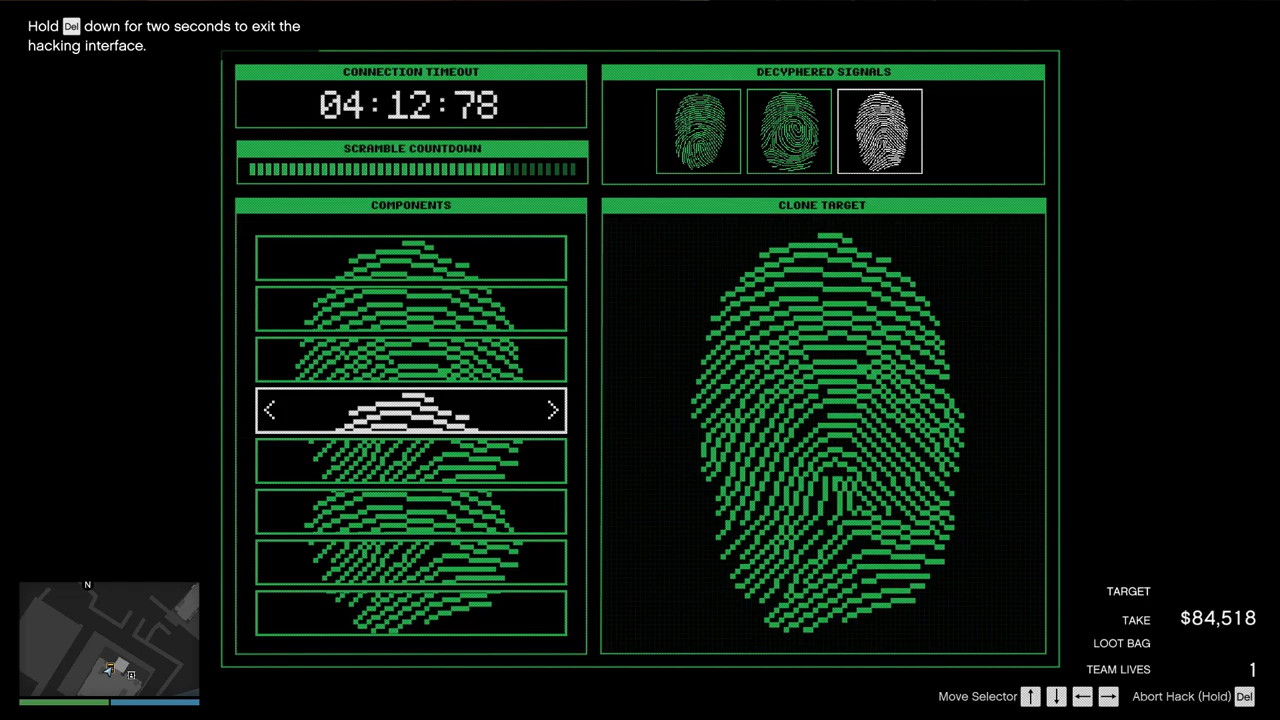 Hold Del down for two seconds to exit the
hacking interface.
CONNECTION TIMEOUT
04:12:78
SCRAMBLE COUNTDOWN
DECYPHERED SIGNALS
COMPONENTS
CLONE TARGET
N
TARGET
TAKE $84,518
LOOT BAG
TEAM LIVES 1
Move Selector ↑ ↓ ← → Abort Hack (Hold) Del